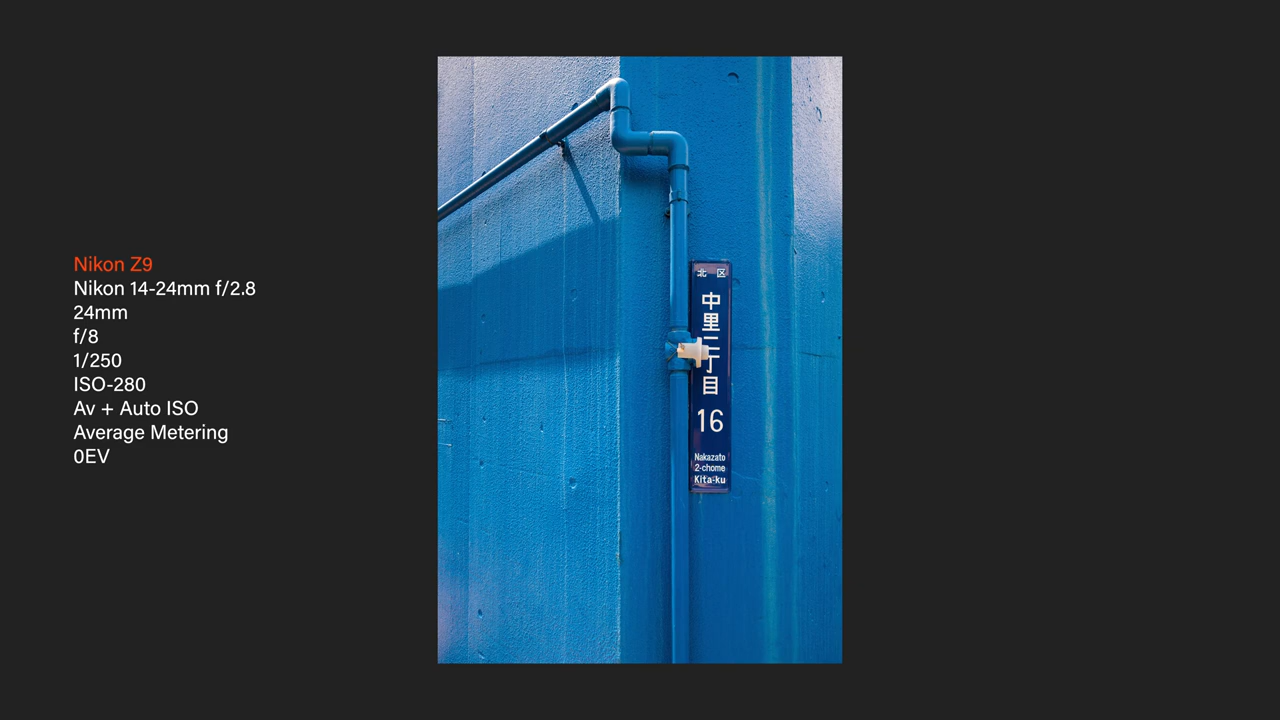 Nikon Z9
Nikon 14-24mm f/2.8
24mm
f/8
1/250
ISO-280
Av + Auto ISO
Average Metering
0EV
北 区
中里二丁目
16
Nakazato
2-chome
Kita-ku